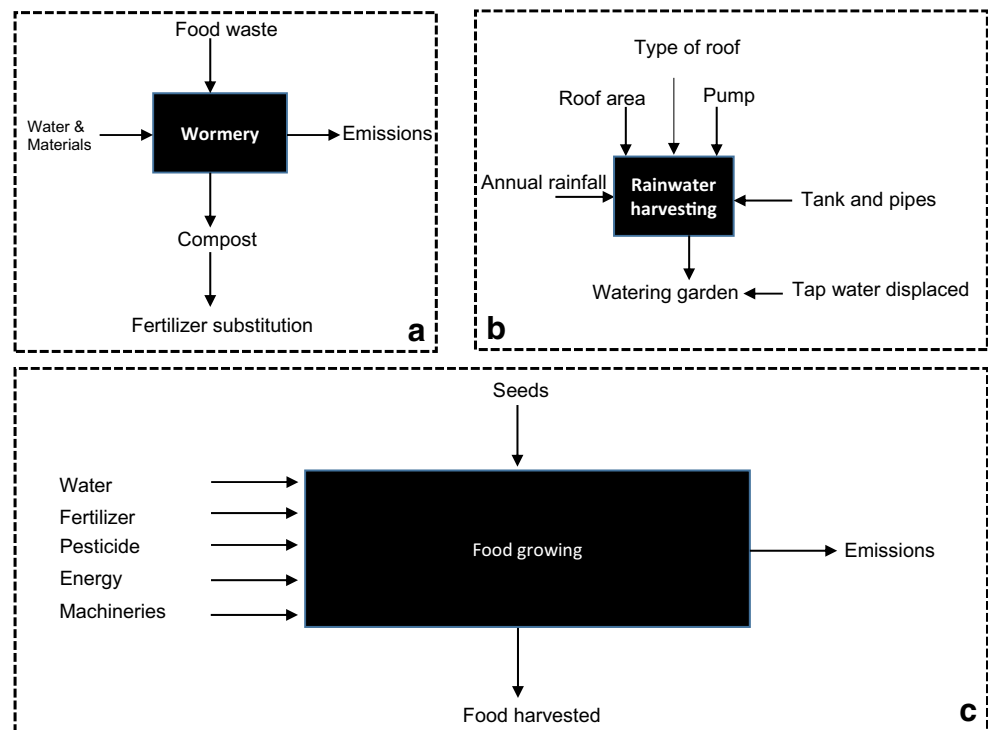 Food waste
Water &
Materials
Wormery
Emissions
Compost
Fertilizer substitution
a
Type of roof
Roof area
Pump
Annual rainfall
Rainwater
harvesting
Tank and pipes
Watering garden
Tap water displaced
b
Seeds
Water
Fertilizer
Pesticide
Energy
Machineries
Food growing
Emissions
Food harvested
c